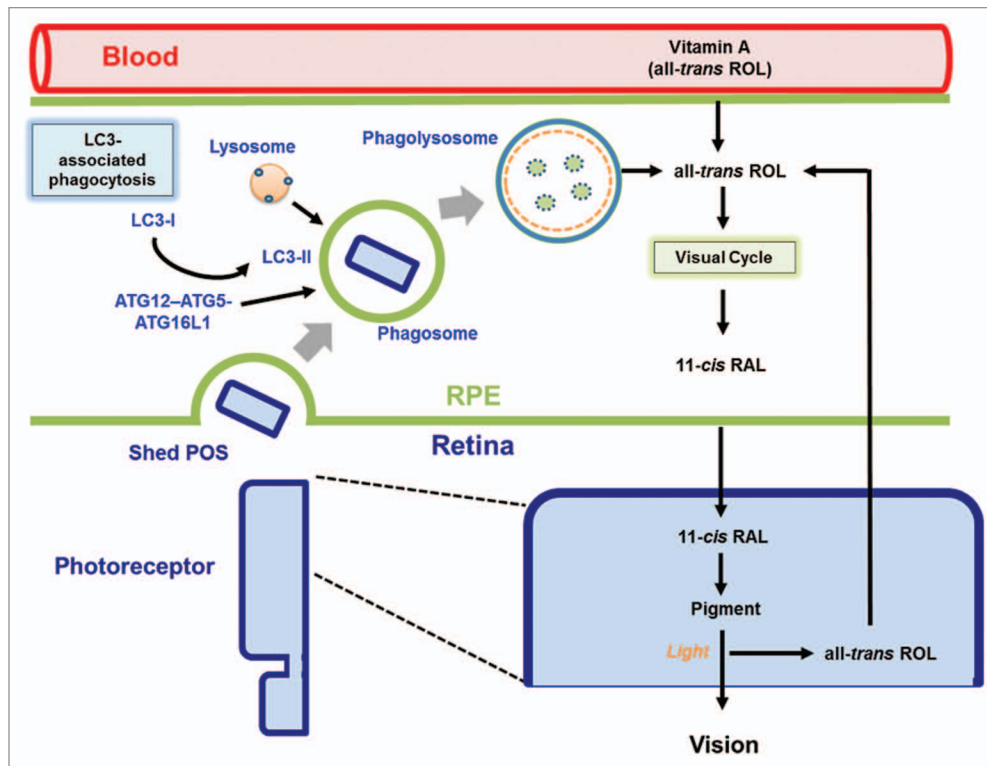 Blood
Vitamin A
(all-trans ROL)
LC3-
associated
phagocytosis
Lysosome
Phagolysosome
all-trans ROL
LC3-I
LC3-II
Visual Cycle
ATG12–ATG5-
ATG16L1
Phagosome
11-cis RAL
RPE
Shed POS
Retina
Photoreceptor
11-cis RAL
Pigment
Light
all-trans ROL
Vision